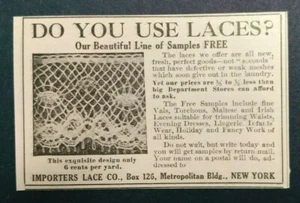 DO YOU USE LACES?
Our Beautiful Line of Samples FREE
The laces we offer are all new,
fresh, perfect goods—not "seconds"
that have defective or weak meshes
which soon give out in the laundry.
Yet our prices are to less than
big Department Stores can afford
to ask.
The Free Samples include fine
Vals, Torchons, Maltese and Irish
Laces suitable for trimming Waists,
Evening Dresses, Lingerie, Infants'
Wear, Holiday and Fancy Work of
all kinds.
Do not wait, but write today and
you will get samples by return mail.
Your name on a postal will do, ad-
dressed to
This exquisite design only
6 cents per yard.
IMPORTERS LACE CO., Box 126, Metropolitan Bldg., NEW YORK